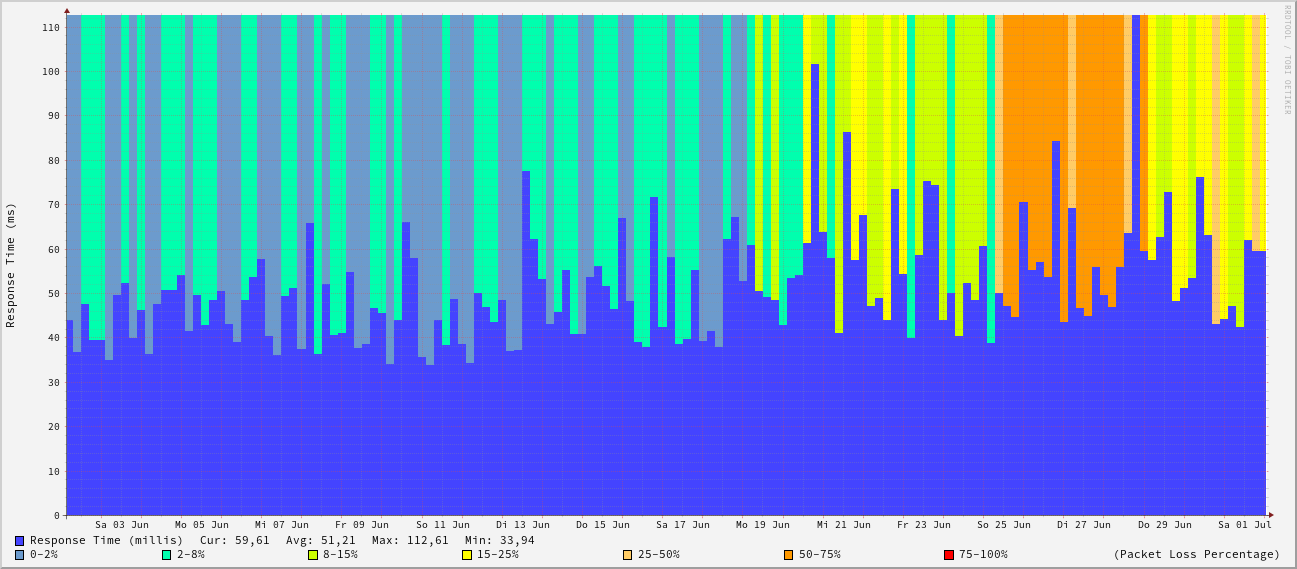 RRDTOOL / TOBI OETIKER
Response Time (ms)
110
100
90
80
70
60
50
40
30
20
10
0
Sa 03 Jun Mo 05 Jun Mi 07 Jun Fr 09 Jun So 11 Jun Di 13 Jun Do 15 Jun Sa 17 Jun Mo 19 Jun Mi 21 Jun Fr 23 Jun So 25 Jun Di 27 Jun Do 29 Jun Sa 01 Jul
Response Time (millis) Cur: 59,61 Avg: 51,21 Max: 112,61 Min: 33,94
0-2% 2-8% 8-15% 15-25% 25-50% 50-75% 75-100% (Packet Loss Percentage)